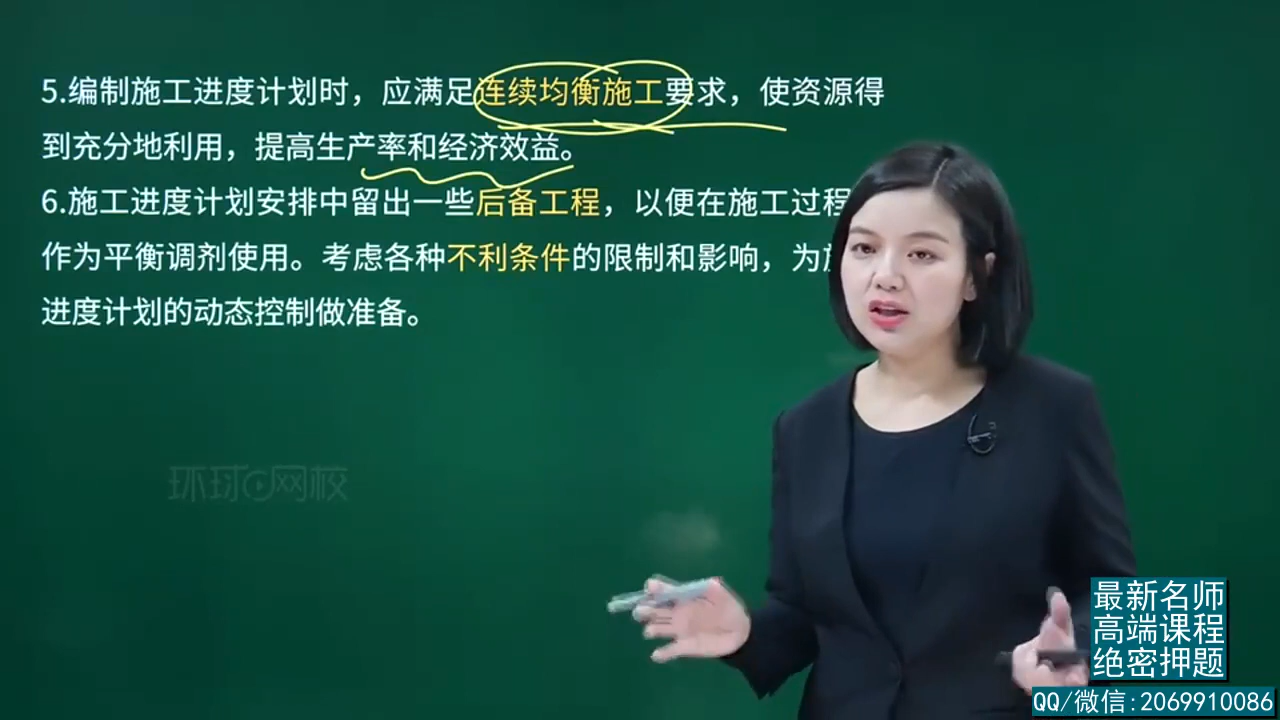 5.编制施工进度计划时，应满足连续均衡施工要求，使资源得
到充分地利用，提高生产率和经济效益。
6.施工进度计划安排中留出一些后备工程，以便在施工过程
作为平衡调剂使用。考虑各种不利条件的限制和影响，为
进度计划的动态控制做准备。
环球网校
最新名师
高端课程
绝密押题
QQ/微信:2069910086